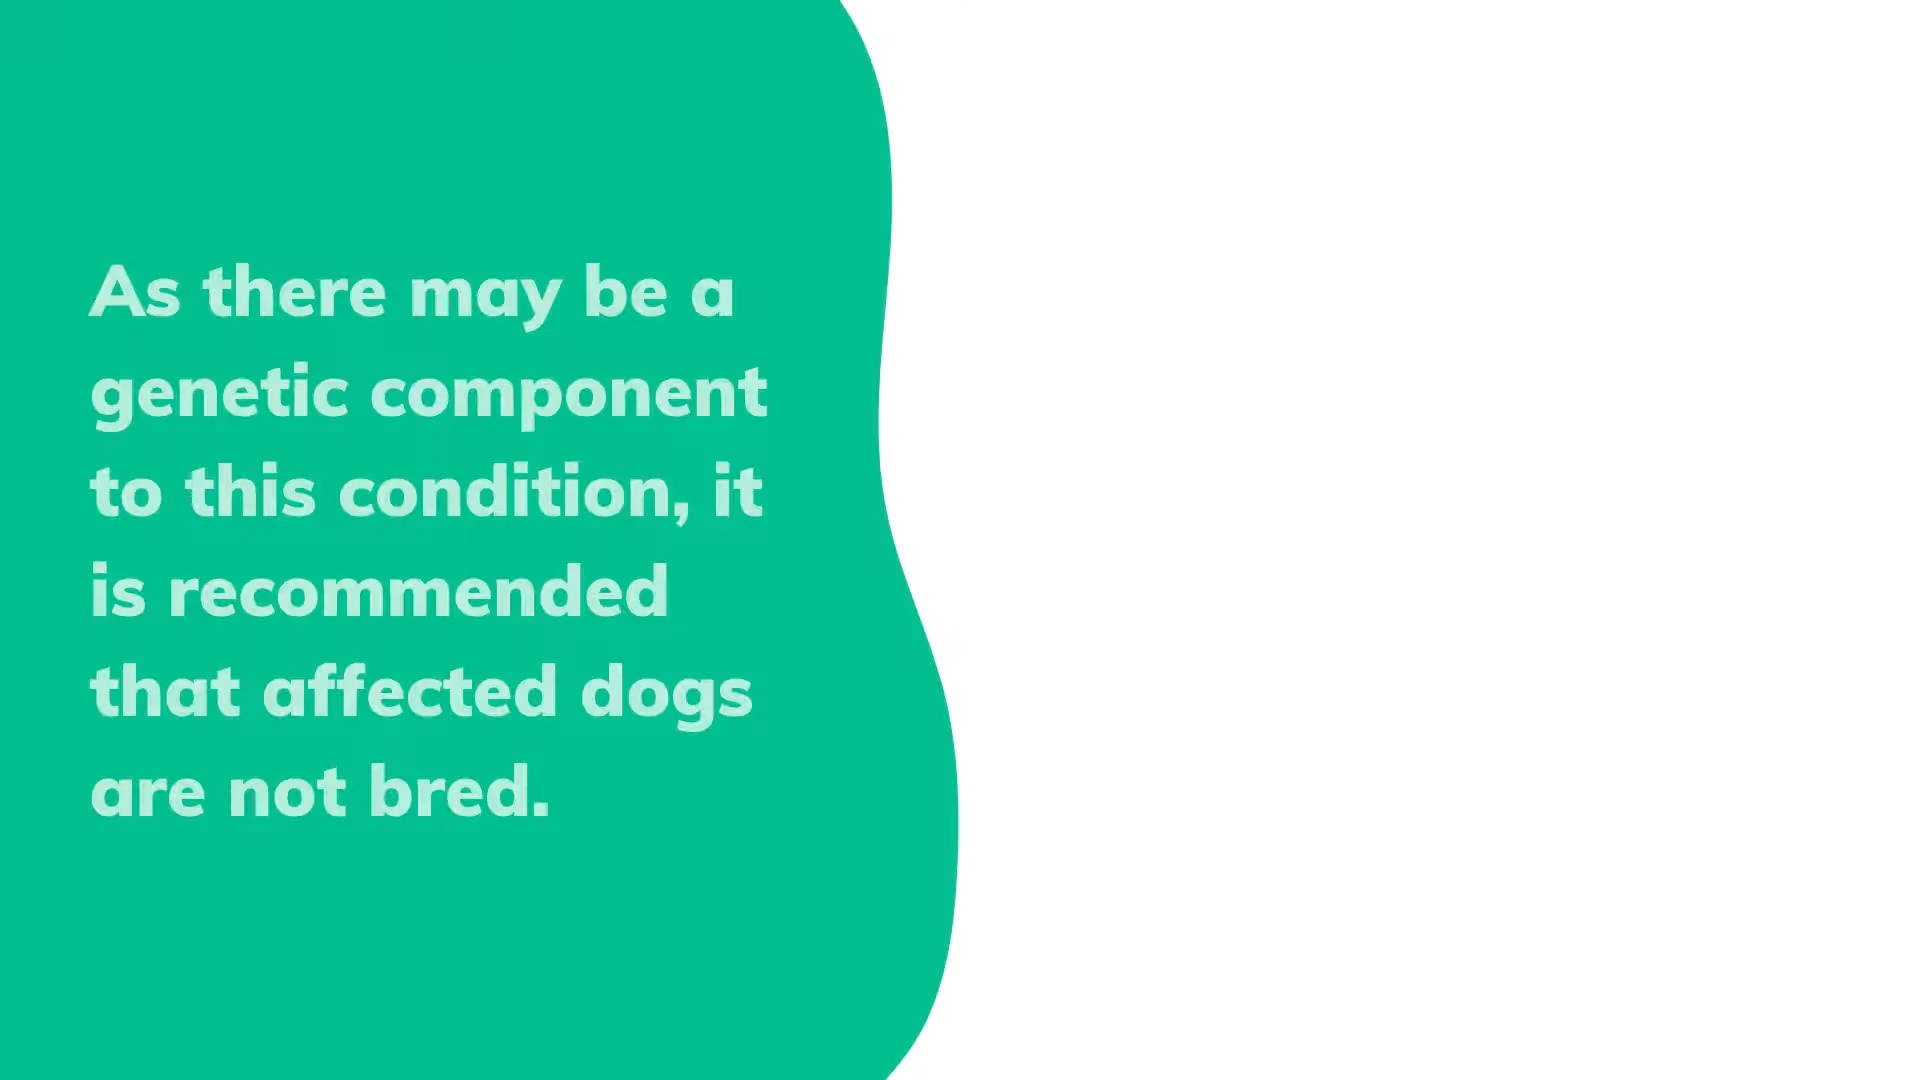 As there may be a
genetic component
to this condition, it
is recommended
that affected dogs
are not bred.